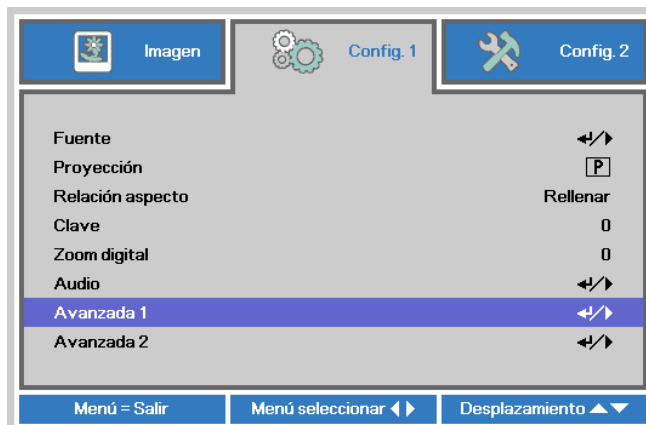 Imagen Config. 1 Config. 2
Fuente ↵/▶
Proyección P
Relación aspecto Rellenar
Clave 0
Zoom digital 0
Audio ↵/▶
Avanzada 1 ↵/▶
Avanzada 2 ↵/▶
Menú = Salir Menú seleccionar ◀▶ Desplazamiento ▲▼